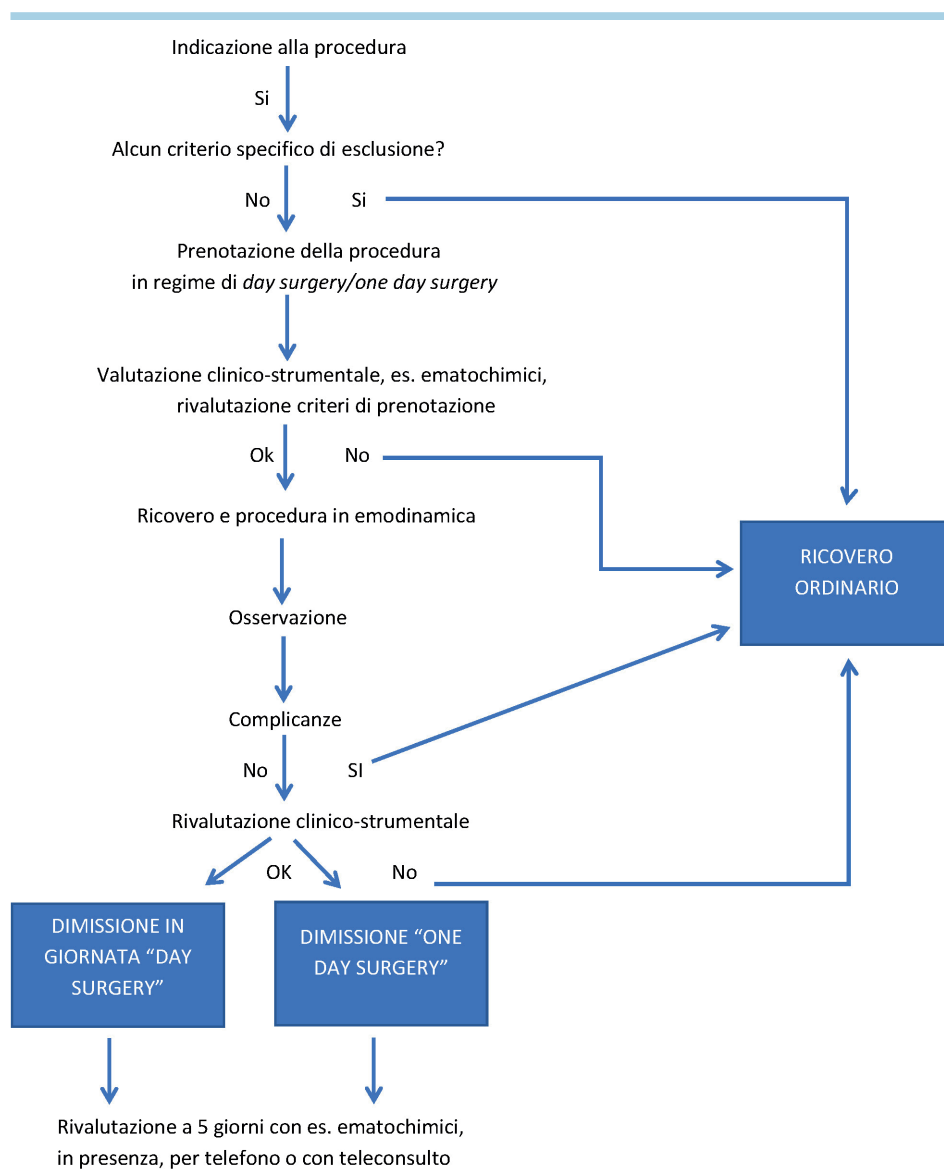 Indicazione alla procedura
Si
Alcun criterio specifico di esclusione?
No
Si
Prenotazione della procedura
in regime di day surgery/one day surgery
Valutazione clinico-strumentale, es. ematochimici,
rivalutazione criteri di prenotazione
Ok
No
Ricovero e procedura in emodinamica
RICOVERO
ORDINARIO
Osservazione
Complicanze
No
SI
Rivalutazione clinico-strumentale
OK
No
DIMISSIONE IN
GIORNATA “DAY
SURGERY”
DIMISSIONE “ONE
DAY SURGERY”
Rivalutazione a 5 giorni con es. ematochimici,
in presenza, per telefono o con teleconsulto